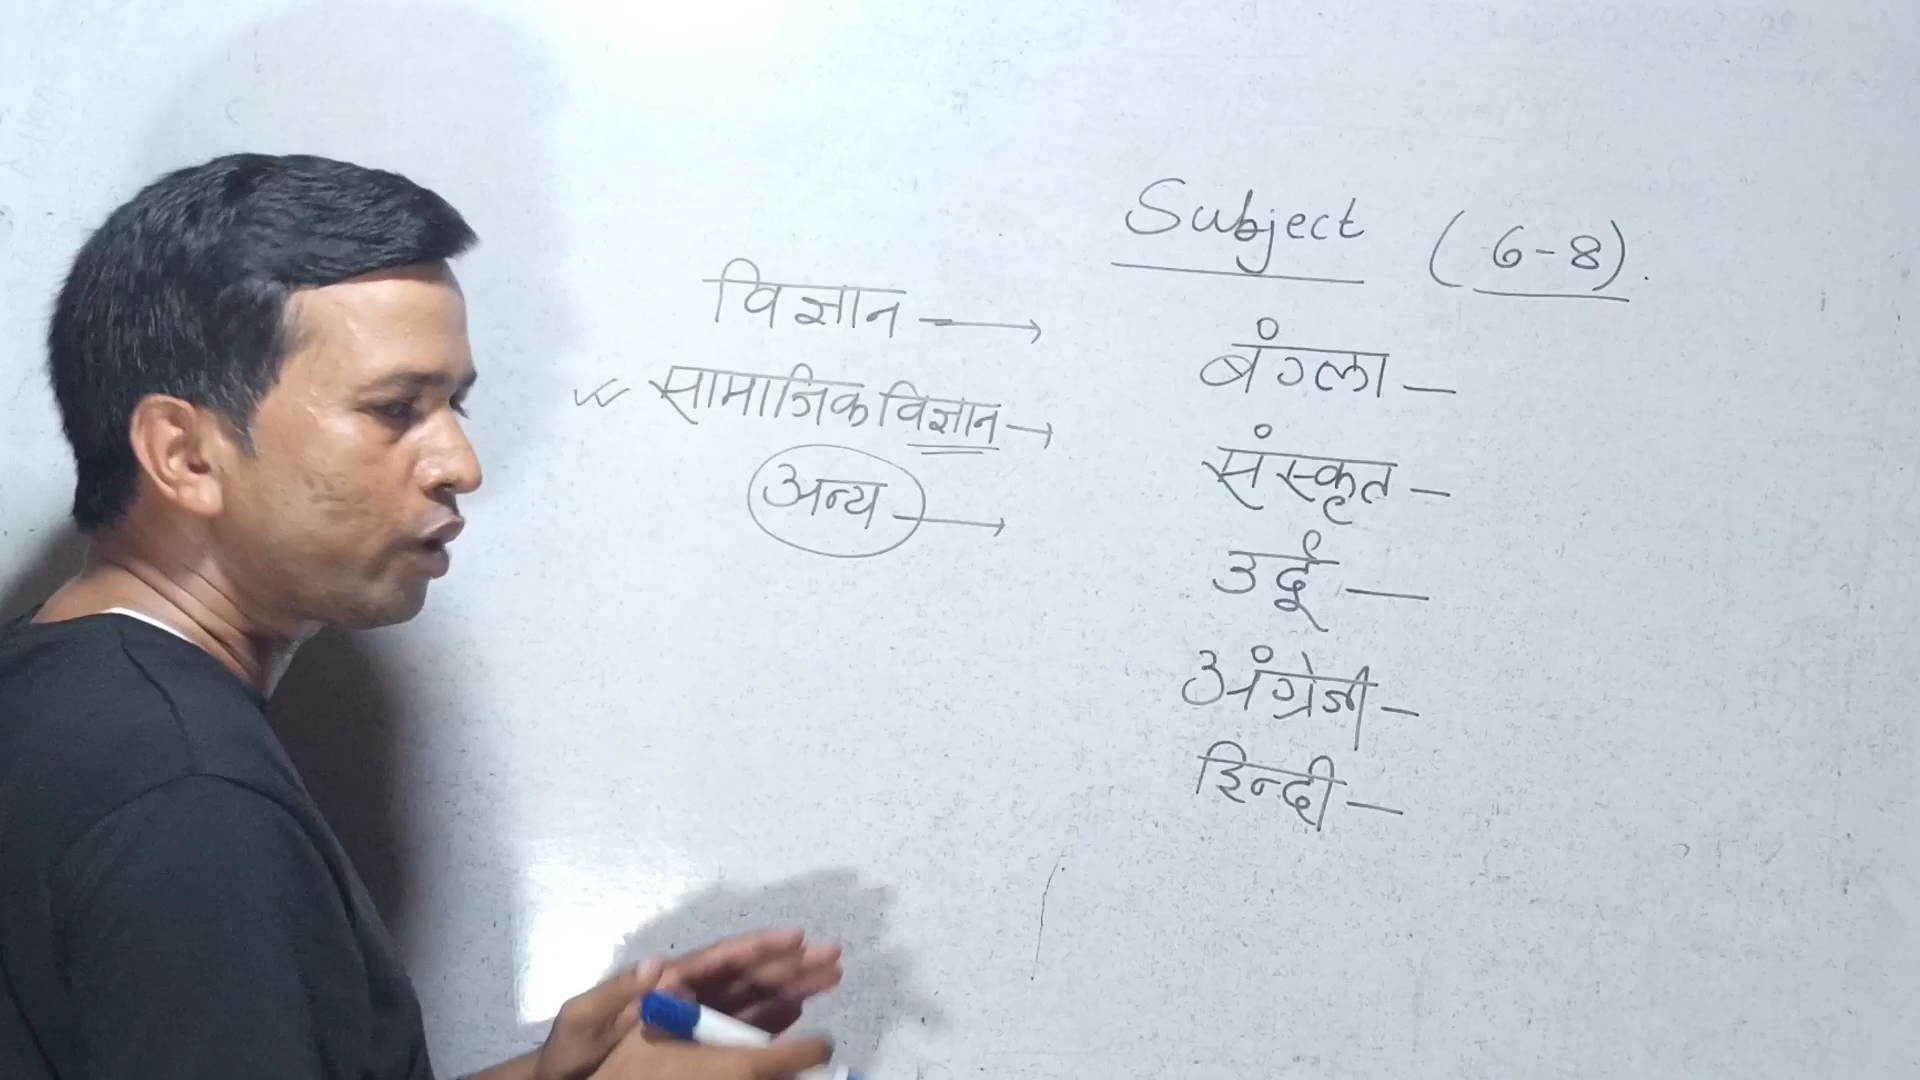 Subject (6-8).
विज्ञान →
सामाजिक विज्ञान →
अन्य →
बंगला —
संस्कृत —
उर्दू —
अंग्रेजी —
हिन्दी —